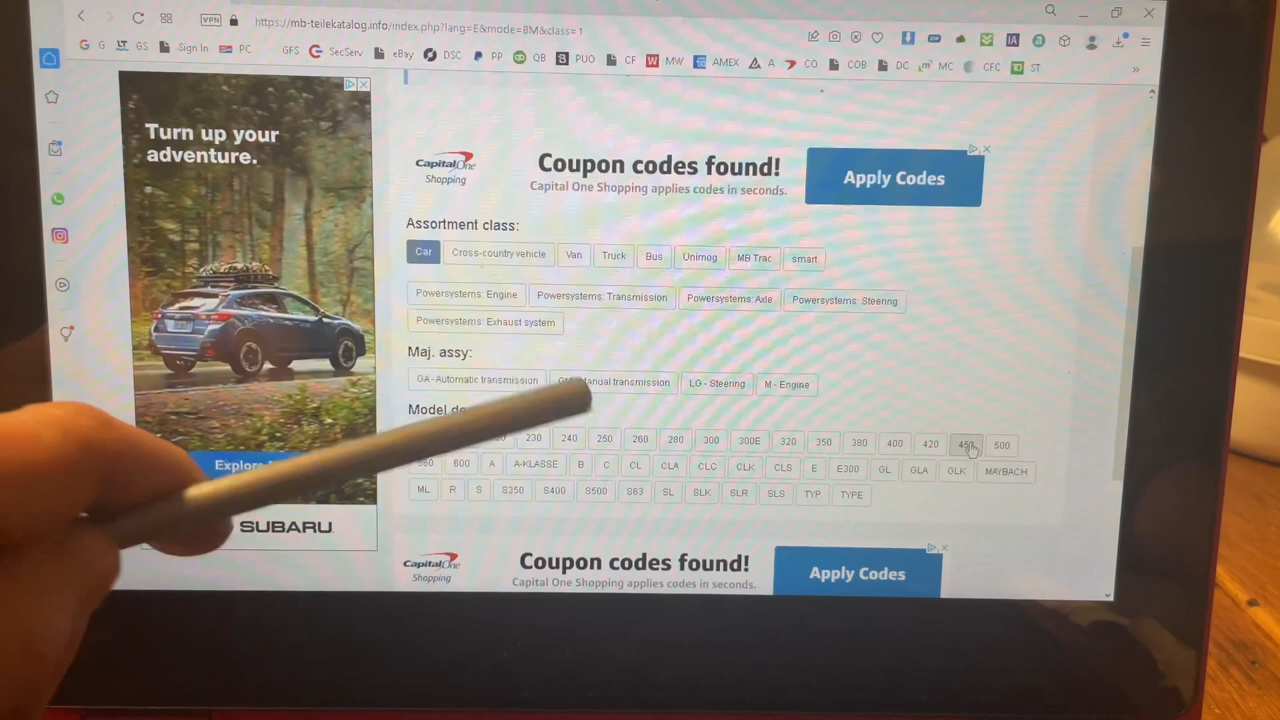 VPN https://mb-teilekatalog.info/index.php?lang=E&mode=BM&class=1
G GS Sign In PC GFS SecServ eBay DSC PP QB PUO CF MW AMEX A CO COB DC MC CFC ST
Turn up your
adventure.
Capital One
Shopping
Coupon codes found!
Capital One Shopping applies codes in seconds.
Apply Codes
Assortment class:
Car Cross-country vehicle Van Truck Bus Unimog MB Trac smart
Powersystems: Engine Powersystems: Transmission Powersystems: Axle Powersystems: Steering
Powersystems: Exhaust system
Maj. assy:
GA - Automatic transmission Manual transmission LG - Steering M - Engine
Model
230 240 250 260 280 300 300E 320 350 380 400 420 450 500
560 600 A A-KLASSE B C CL CLA CLC CLK CLS E E300 GL GLA GLK MAYBACH
ML R S S350 S400 S500 S63 SL SLK SLR SLS TYP TYPE
SUBARU
Capital One
Shopping
Coupon codes found!
Capital One Shopping applies codes in seconds.
Apply Codes